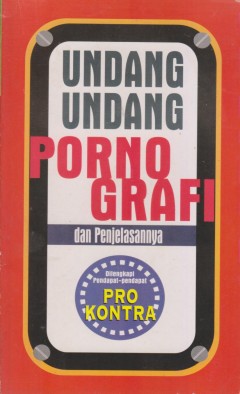 UNDANG
UNDANG
PORNO
GRAFI
dan Penjelasannya
Dilengkapi
Pendapat-pendapat
PRO
KONTRA